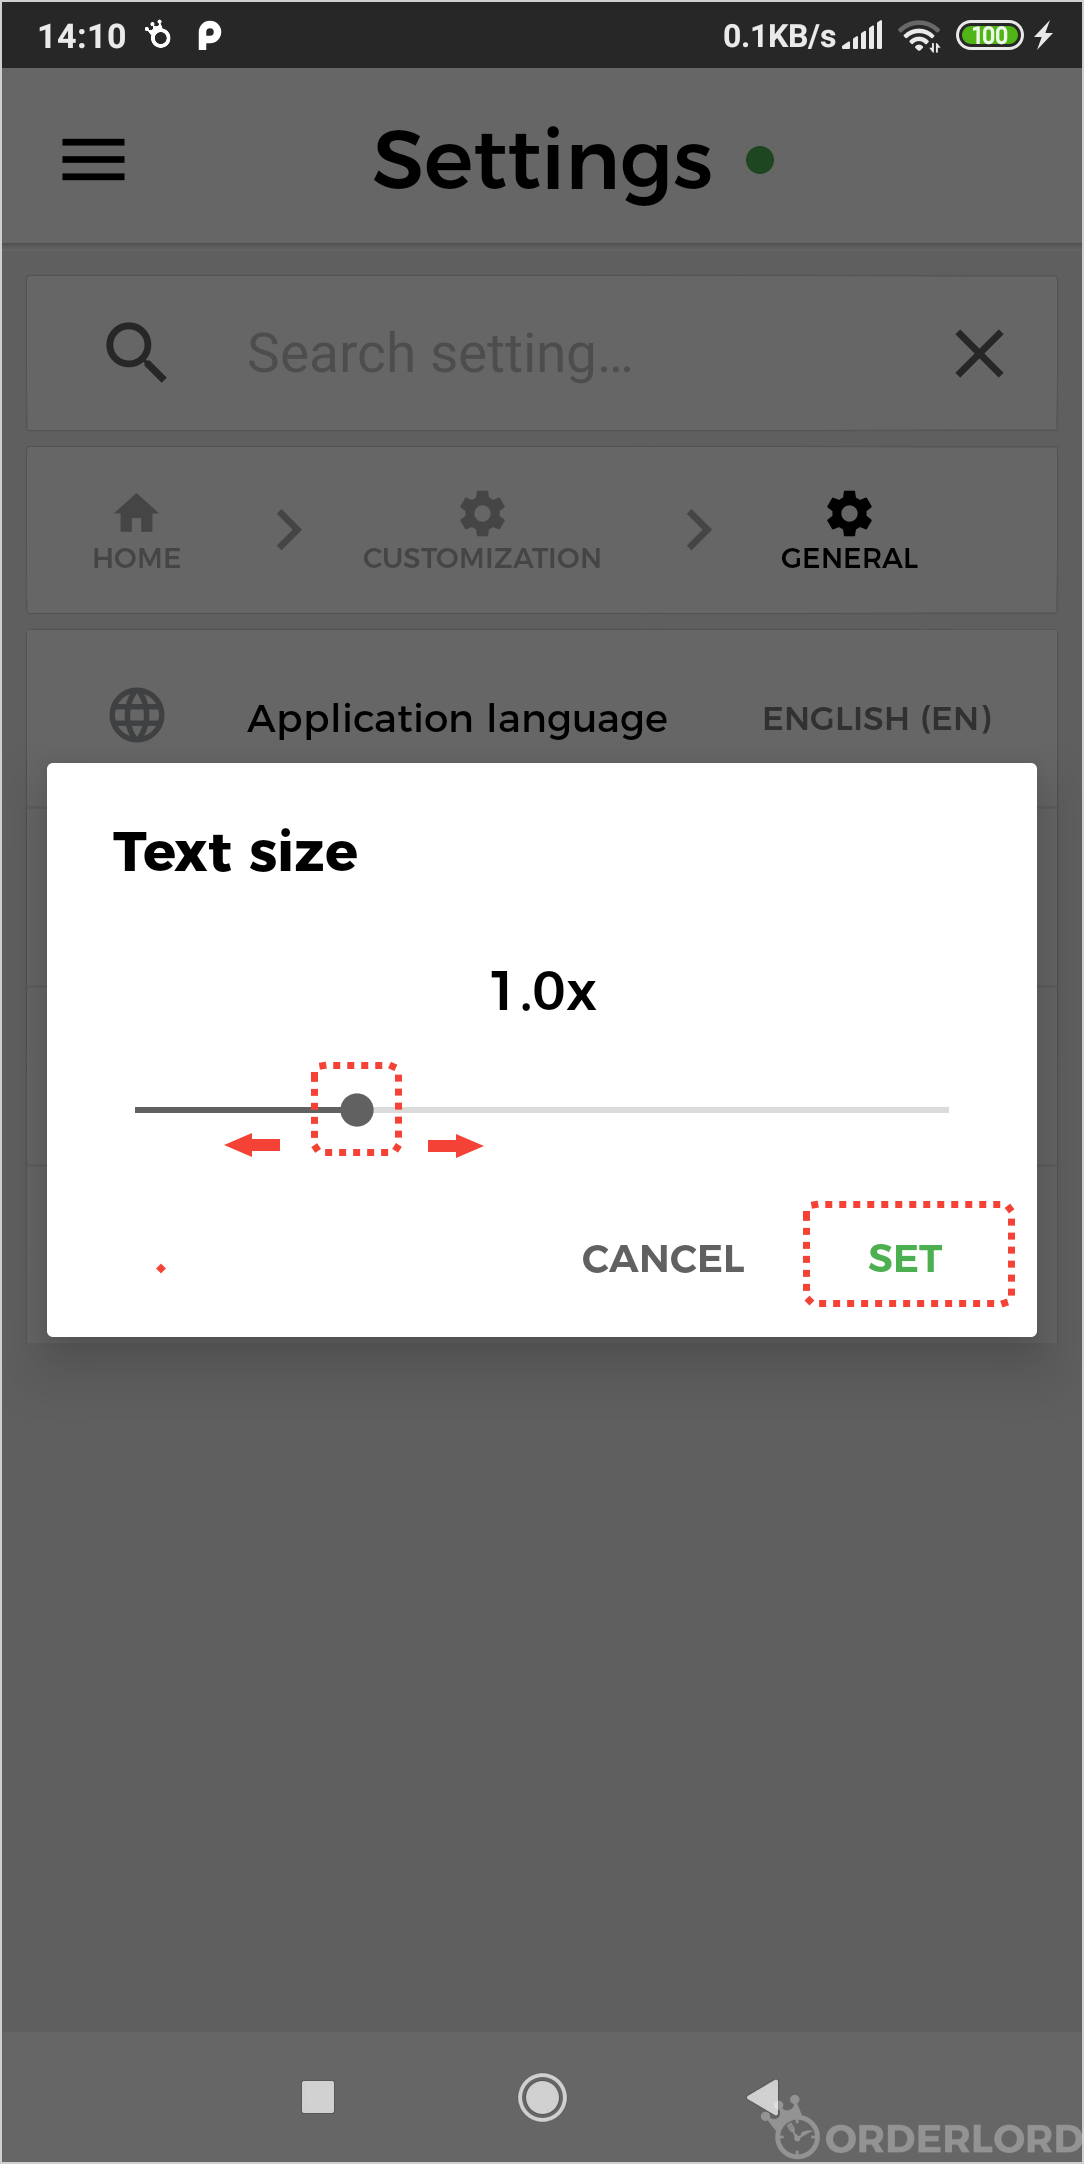 14:10 0.1KB/s 100
Settings
Search setting...
HOME CUSTOMIZATION GENERAL
Application language ENGLISH (EN)
Text size
1.0x
CANCEL SET
ORDERLORD